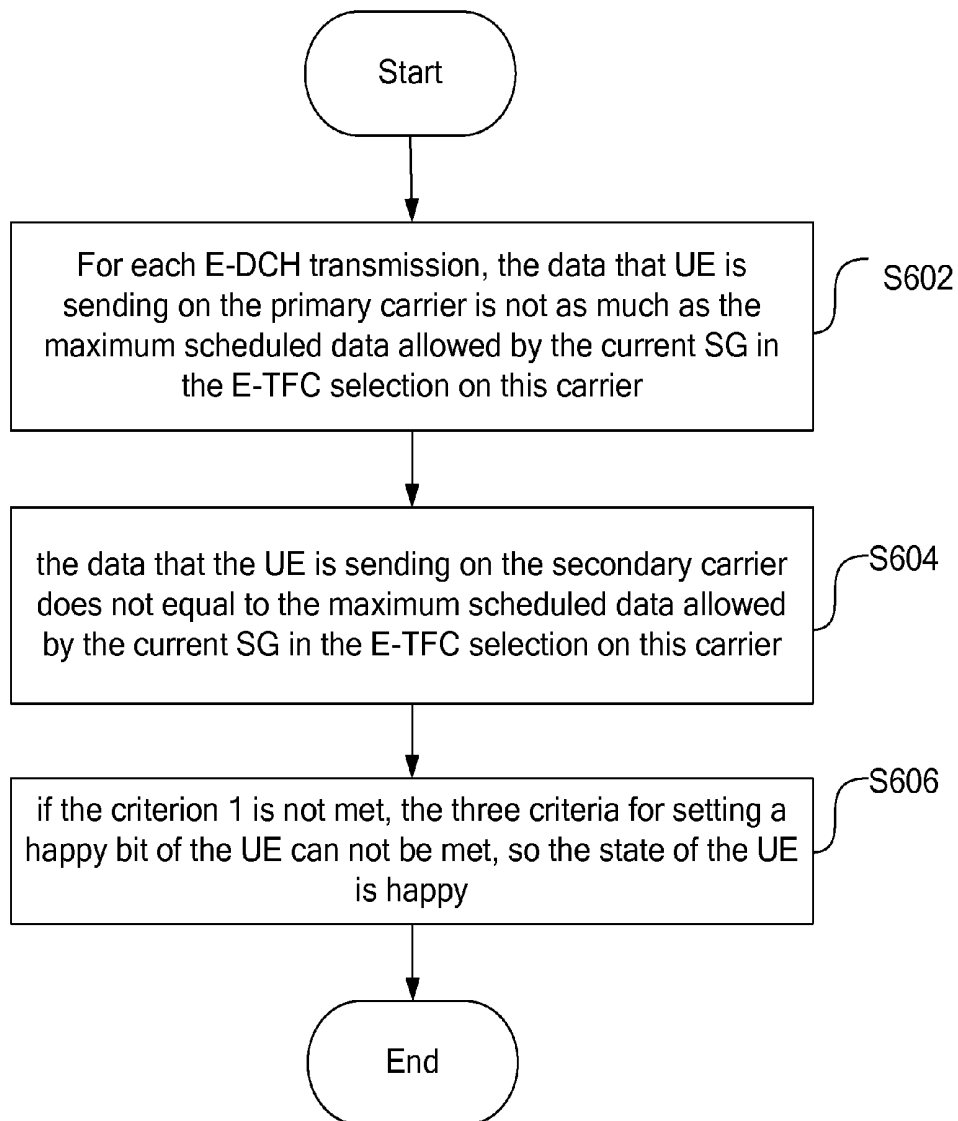 Start
For each E-DCH transmission, the data that UE is
sending on the primary carrier is not as much as the
maximum scheduled data allowed by the current SG in
the E-TFC selection on this carrier
S602
the data that the UE is sending on the secondary carrier
does not equal to the maximum scheduled data allowed
by the current SG in the E-TFC selection on this carrier
S604
if the criterion 1 is not met, the three criteria for setting a
happy bit of the UE can not be met, so the state of the UE
is happy
S606
End